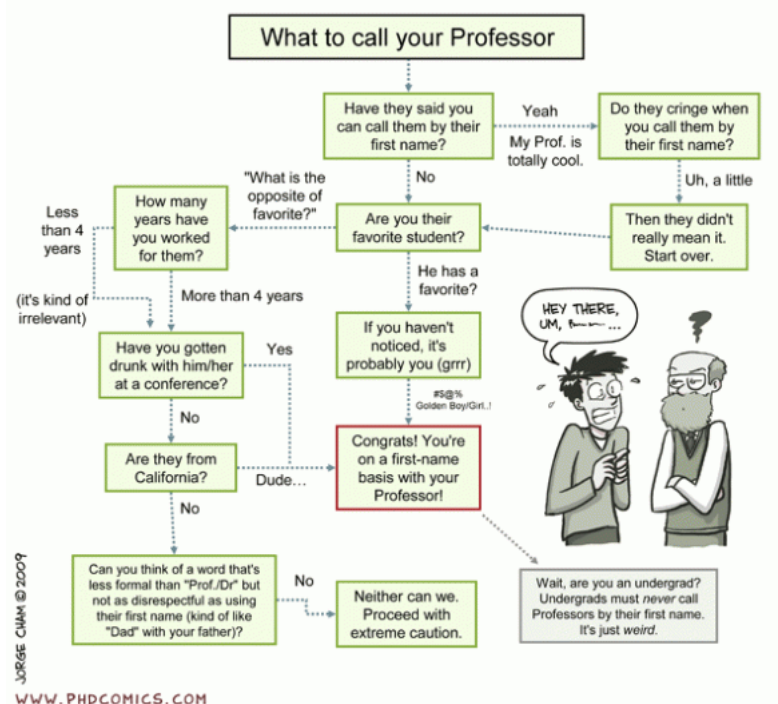 What to call your Professor
Have they said you
can call them by their
first name?
Yeah
My Prof. is
totally cool.
Do they cringe when
you call them by
their first name?
No
Uh, a little
"What is the
opposite of
favorite?"
How many
years have
you worked
for them?
Less
than 4
years
Are you their
favorite student?
Then they didn't
really mean it.
Start over.
He has a
favorite?
(it's kind of
irrelevant)
More than 4 years
If you haven't
noticed, it's
probably you (grrr)
HEY THERE,
UM,
...
?
Have you gotten
drunk with him/her
at a conference?
Yes
#$@%
Golden Boy/Girl..!
No
Are they from
California?
Dude...
Congrats! You're
on a first-name
basis with your
Professor!
No
Can you think of a word that's
less formal than "Prof./Dr" but
not as disrespectful as using
their first name (kind of like
"Dad" with your father)?
No
Neither can we.
Proceed with
extreme caution.
Wait, are you an undergrad?
Undergrads must never call
Professors by their first name.
It's just weird.
JORGE CHAM © 2009
WWW.PHDCOMICS.COM